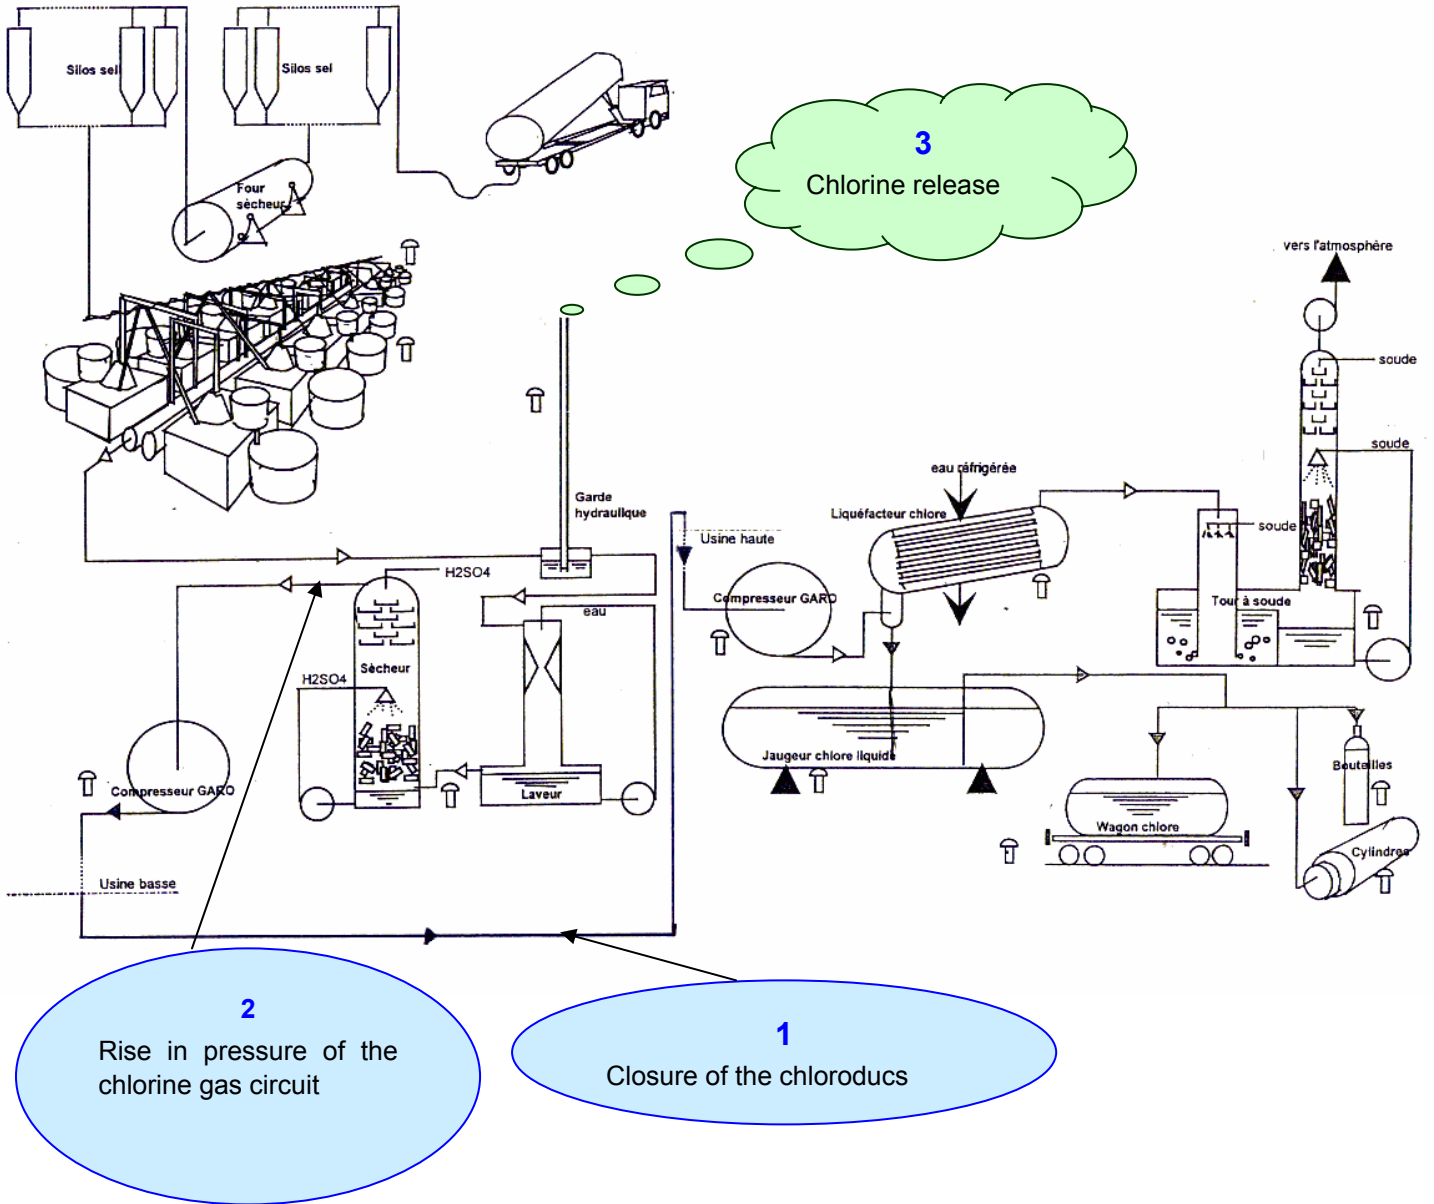 Silos sel
Silos sel
Four
sècheur
3
Chlorine release
vers l'atmosphère
soude
soude
soude
eau réfrigérée
Liquéfacteur chlore
Garde
hydraulique
Usine haute
Compresseur GARO
Tour à soude
H2SO4
eau
Sècheur
H2SO4
Jaugeur chlore liquide
Bouteilles
Compresseur GARO
Laveur
Wagon chlore
Cylindres
Usine basse
2
Rise in pressure of the
chlorine gas circuit
1
Closure of the chloroducs